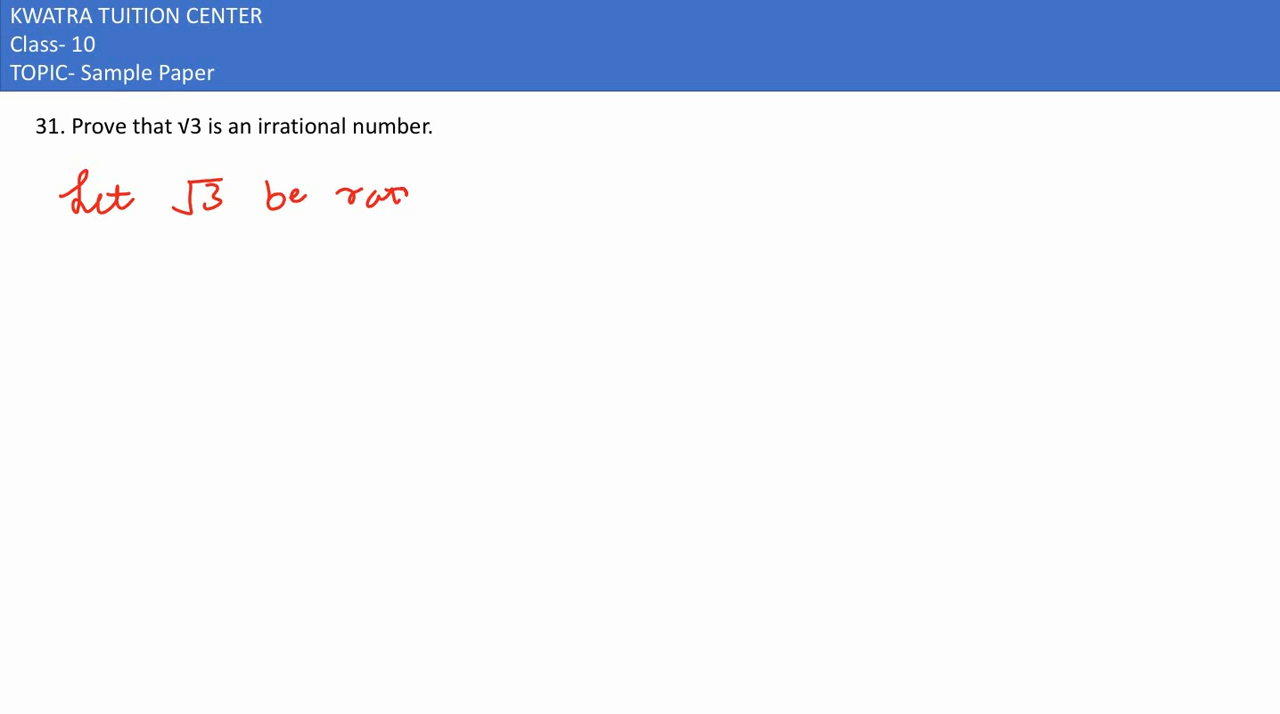 KWATRA TUITION CENTER
Class- 10
TOPIC- Sample Paper
31. Prove that √3 is an irrational number.
Let √3 be rat